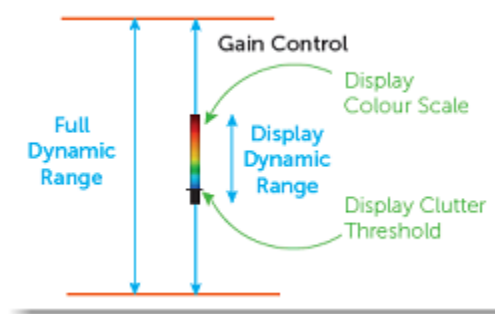 Gain Control
Display
Colour Scale
Full
Dynamic
Range
Display
Dynamic
Range
Display Clutter
Threshold